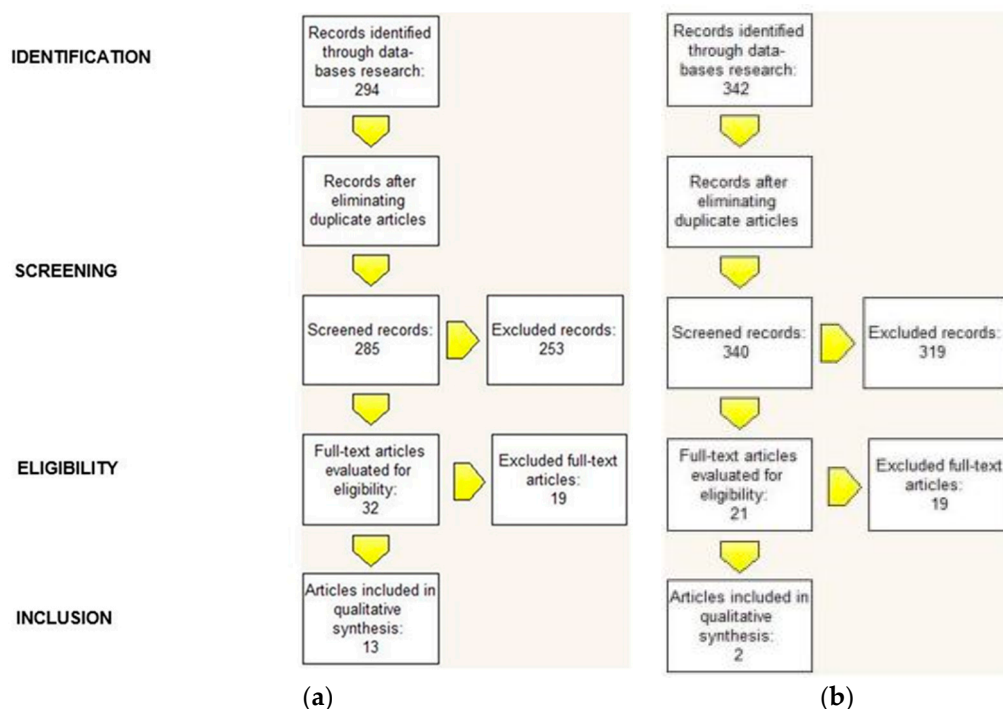 IDENTIFICATION
Records identified
through data-
bases research:
294
Records identified
through data-
bases research:
342
Records after
eliminating
duplicate articles
Records after
eliminating
duplicate articles
SCREENING
Screened records:
285
Excluded records:
253
Screened records:
340
Excluded records:
319
ELIGIBILITY
Full-text articles
evaluated for
eligibility:
32
Excluded full-text
articles:
19
Full-text articles
evaluated for
eligibility:
21
Excluded full-text
articles:
19
INCLUSION
Articles included in
qualitative
synthesis:
13
Articles included in
qualitative
synthesis:
2
(a)
(b)